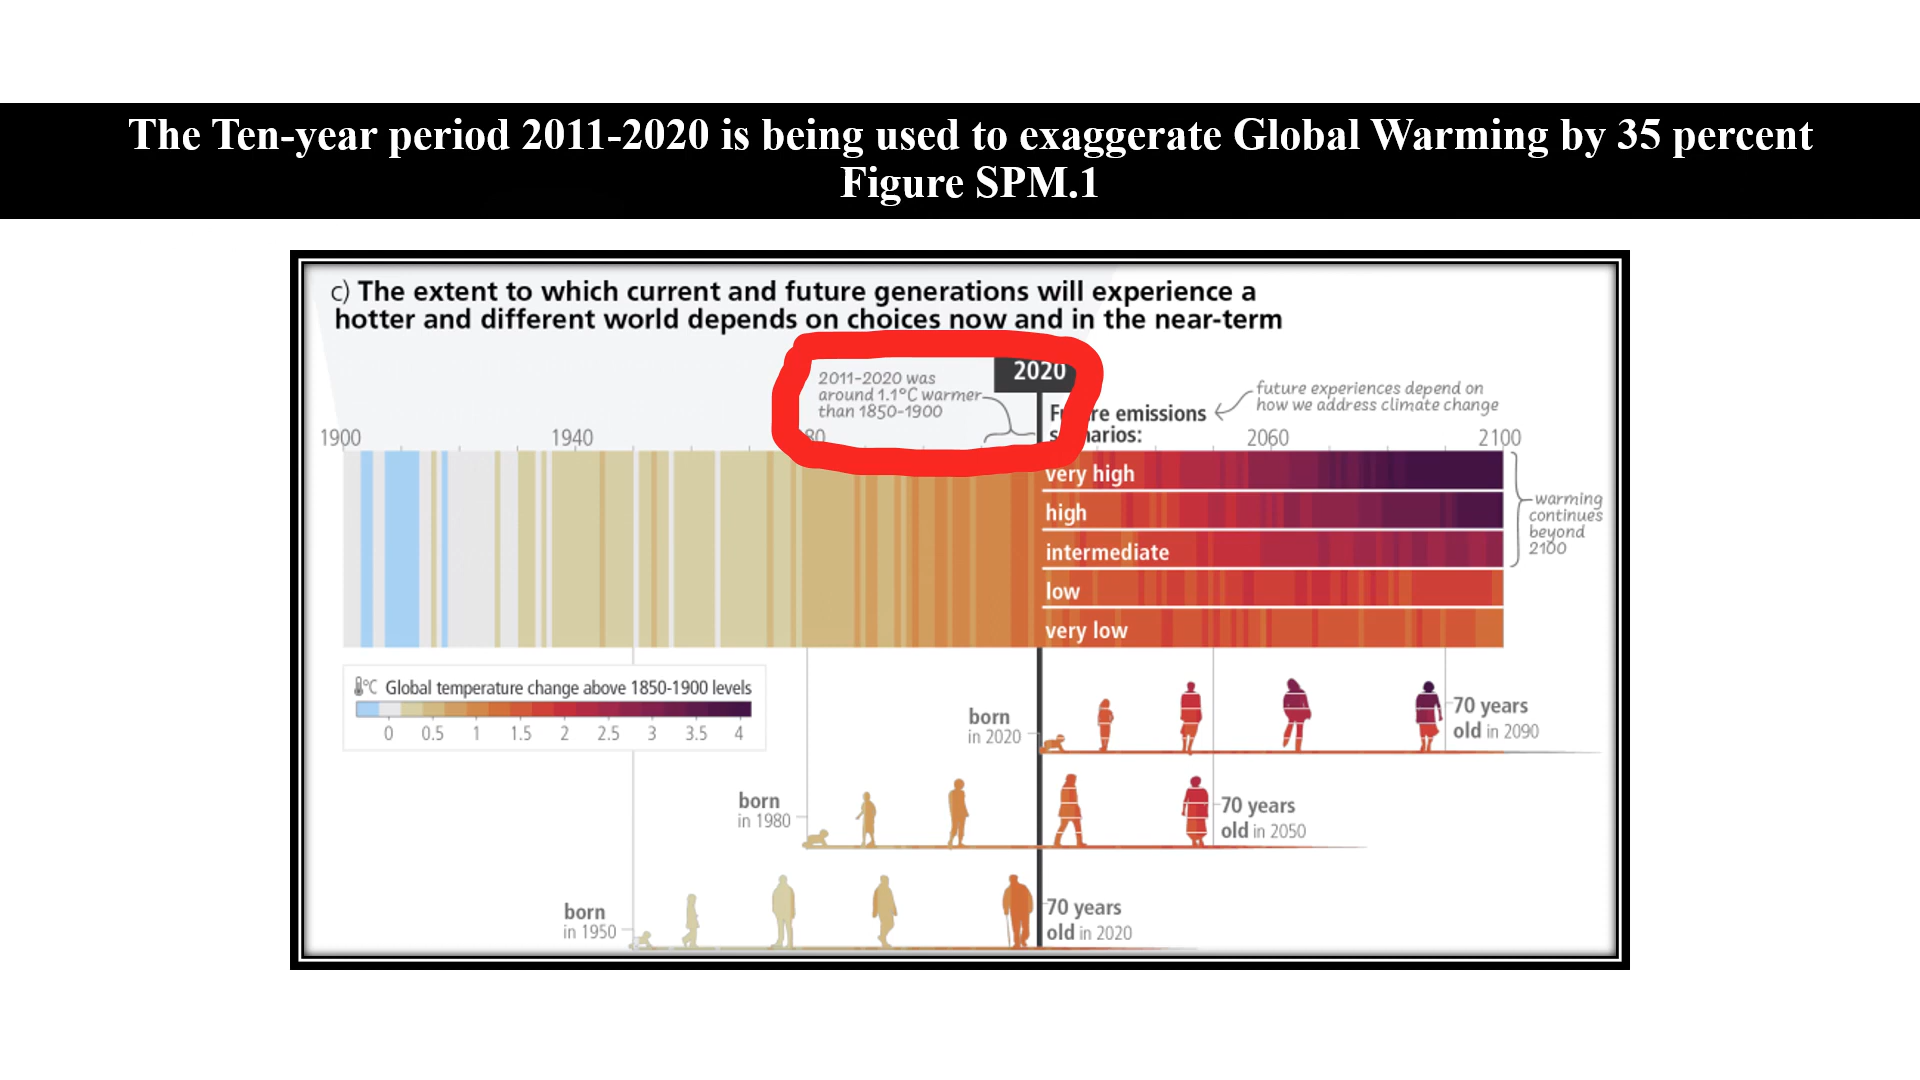 The Ten-year period 2011-2020 is being used to exaggerate Global Warming by 35 percent
Figure SPM.1
c) The extent to which current and future generations will experience a
hotter and different world depends on choices now and in the near-term
2011-2020 was
around 1.1°C warmer
than 1850-1900
2020
future experiences depend on
how we address climate change
Future emissions
scenarios:
1900
1940
80
2060
2100
very high
high
intermediate
low
very low
warming
continues
beyond
2100
°C Global temperature change above 1850-1900 levels
0 0.5 1 1.5 2 2.5 3 3.5 4
born
in 2020
70 years
old in 2090
born
in 1980
70 years
old in 2050
born
in 1950
70 years
old in 2020